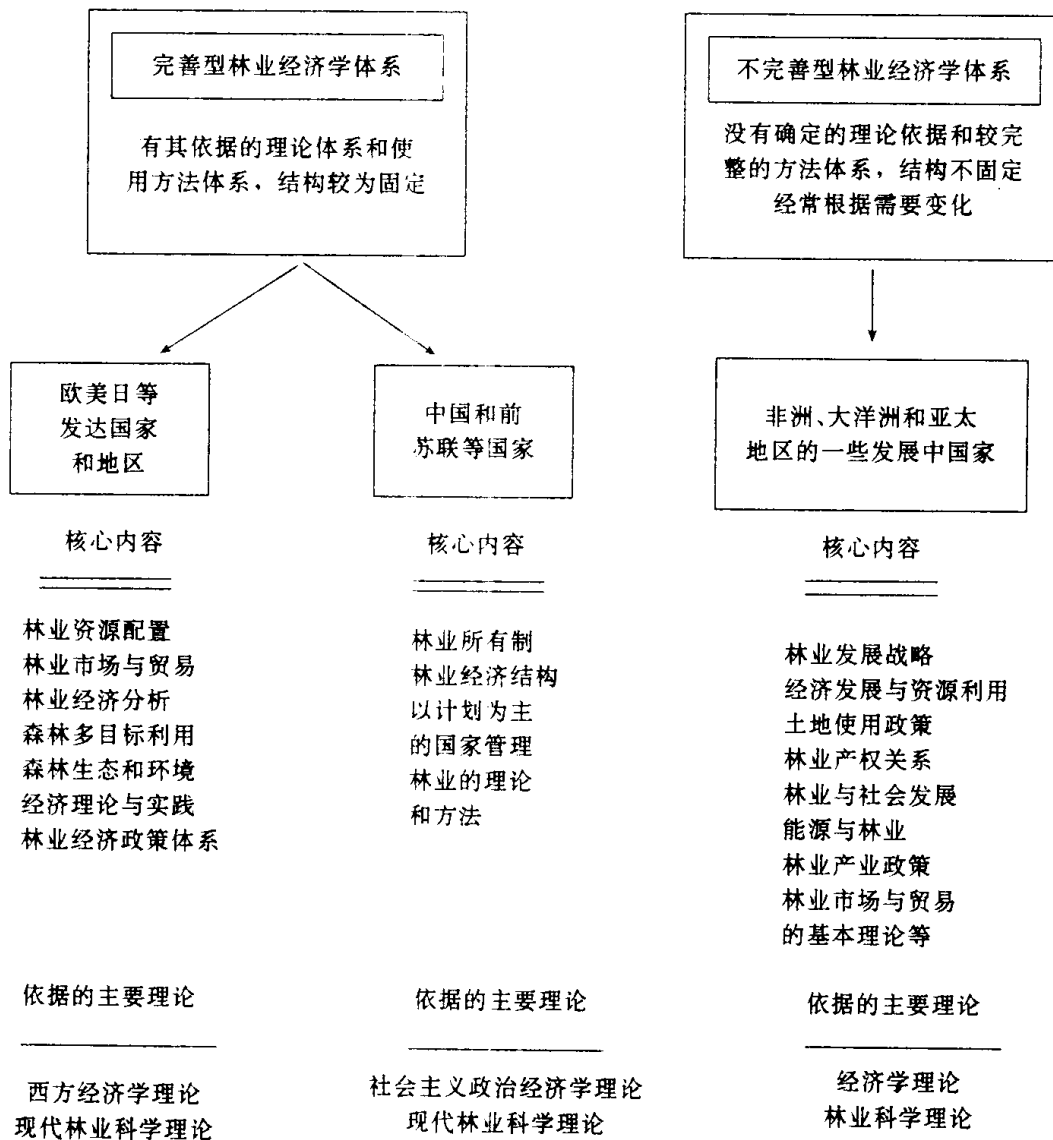 完善型林业经济学体系
有其依据的理论体系和使
用方法体系，结构较为固定
不完善型林业经济学体系
没有确定的理论依据和较完
整的方法体系，结构不固定
经常根据需要变化
欧美日等
发达国家
和地区
中国和前
苏联等国家
非洲、大洋洲和亚太
地区的一些发展中国家
核心内容
林业资源配置
林业市场与贸易
林业经济分析
森林多目标利用
森林生态和环境
经济理论与实践
林业经济政策体系
核心内容
林业所有制
林业经济结构
以计划为主
的国家管理
林业的理论
和方法
核心内容
林业发展战略
经济发展与资源利用
土地使用政策
林业产权关系
林业与社会发展
能源与林业
林业产业政策
林业市场与贸易
的基本理论等
依据的主要理论
西方经济学理论
现代林业科学理论
依据的主要理论
社会主义政治经济学理论
现代林业科学理论
依据的主要理论
经济学理论
林业科学理论